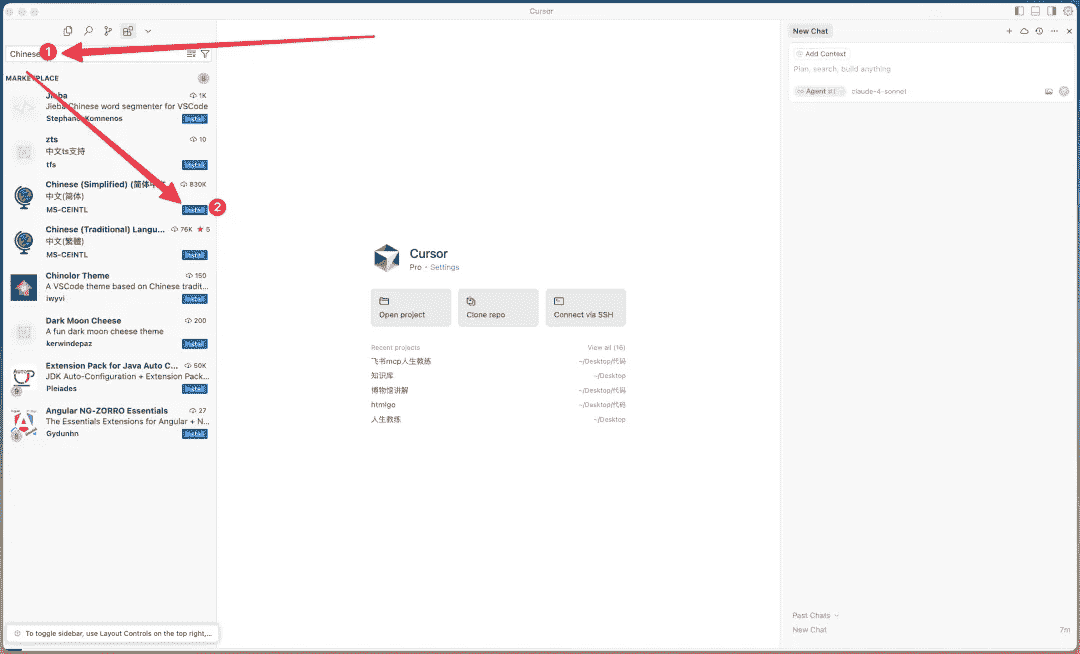 Cursor
Chinese
1
New Chat
MARKETPLACE
8
Jieba
1K
Jieba Chinese word segmenter for VSCode
Stephanos Komnenos
Install
zts
10
中文ts支持
tfs
Install
Chinese (Simplified) (简体中文
830K
中文(简体)
MS-CEINTL
Install
2
Chinese (Traditional) Langu...
76K
5
中文(繁體)
MS-CEINTL
Install
Chinolor Theme
150
A VSCode theme based on Chinese tradit...
iwyvi
Install
Dark Moon Cheese
200
A fun dark moon cheese theme
kerwindepaz
Install
Extension Pack for Java Auto C...
50K
JDK Auto-Configuration + Extension Pack...
Pleiades
Install
Angular NG-ZORRO Essentials
27
The Essentials Extensions for Angular + N...
Gydunhn
Install
To toggle sidebar, use Layout Controls on the top right,...
Cursor
Pro - Settings
Open project
Clone repo
Connect via SSH
Recent projects
View all (16)
飞书mcp人生教练
~/Desktop/代码
知识库
~/Desktop
博物馆讲解
~/Desktop/代码
htmlgo
~/Desktop/代码
人生教练
~/Desktop
Add Context
Plan, search, build anything
Agent
claude-4-sonnet
Past Chats
New Chat
7m